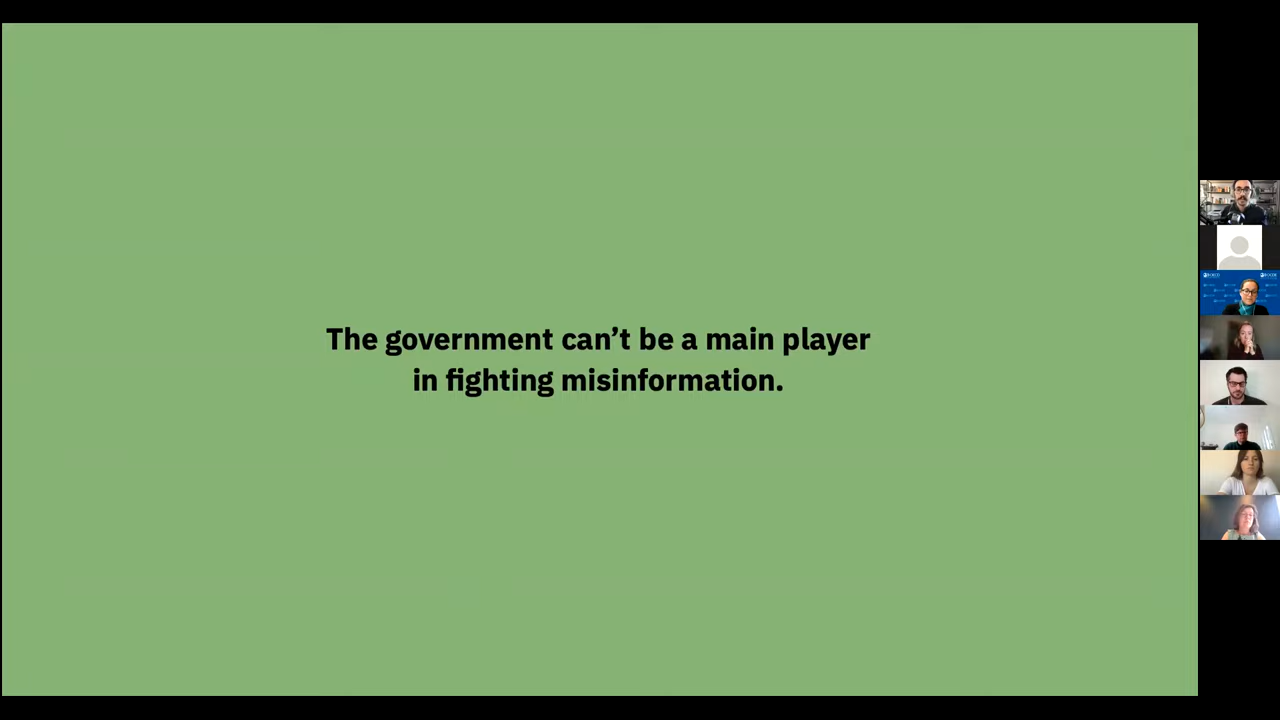 The government can’t be a main player
in fighting misinformation.